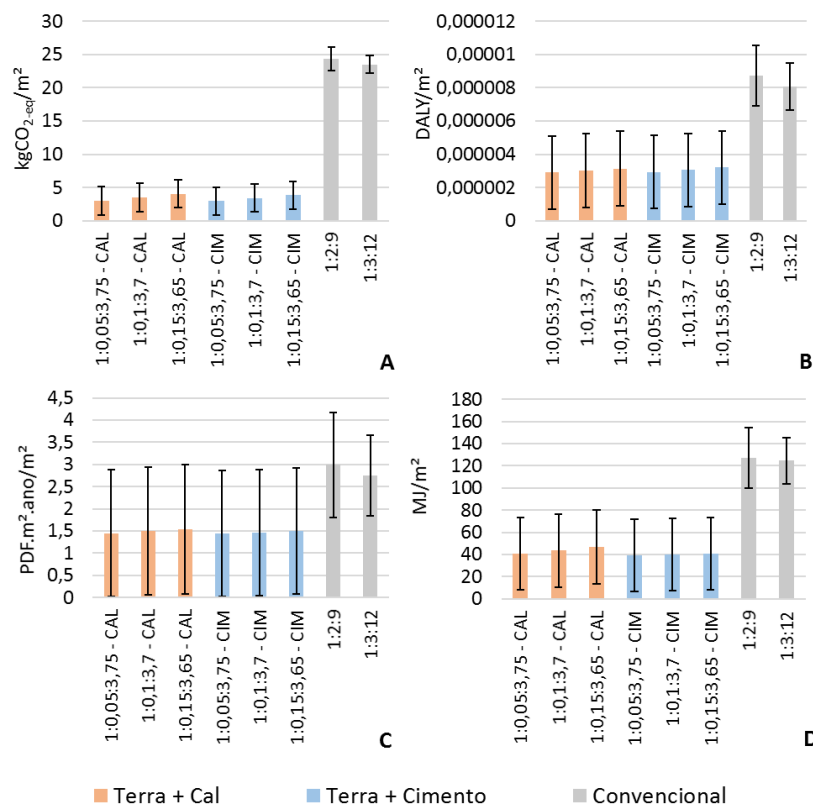 30
25
20
15
10
5
0
kgCO2-eq/m²
1:0,05:3,75 - CAL
1:0,1:3,7 - CAL
1:0,15:3,65 - CAL
1:0,05:3,75 - CIM
1:0,1:3,7 - CIM
1:0,15:3,65 - CIM
1:2:9
1:3:12
A
0,000012
0,00001
0,000008
0,000006
0,000004
0,000002
0
DALY/m²
1:0,05:3,75 - CAL
1:0,1:3,7 - CAL
1:0,15:3,65 - CAL
1:0,05:3,75 - CIM
1:0,1:3,7 - CIM
1:0,15:3,65 - CIM
1:2:9
1:3:12
B
4,5
4
3,5
3
2,5
2
1,5
1
0,5
0
PDF.m².ano/m²
1:0,05:3,75 - CAL
1:0,1:3,7 - CAL
1:0,15:3,65 - CAL
1:0,05:3,75 - CIM
1:0,1:3,7 - CIM
1:0,15:3,65 - CIM
1:2:9
1:3:12
C
180
160
140
120
100
80
60
40
20
0
MJ/m²
1:0,05:3,75 - CAL
1:0,1:3,7 - CAL
1:0,15:3,65 - CAL
1:0,05:3,75 - CIM
1:0,1:3,7 - CIM
1:0,15:3,65 - CIM
1:2:9
1:3:12
D
Terra + Cal
Terra + Cimento
Convencional